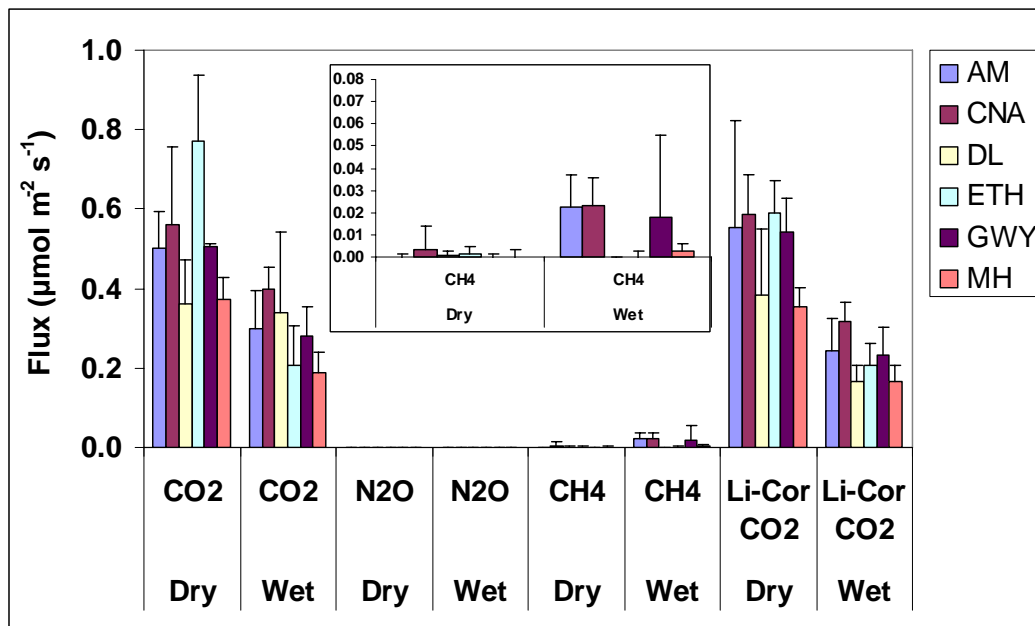 Flux (µmol m-2 s-1)
1.0
0.8
0.6
0.4
0.2
0.0
0.08
0.07
0.06
0.05
0.04
0.03
0.02
0.01
0.00
CH4 CH4
Dry Wet
CO2 CO2 N2O N2O CH4 CH4 Li-Cor Li-Cor
CO2 CO2
Dry Wet Dry Wet Dry Wet Dry Wet
AM
CNA
DL
ETH
GWY
MH